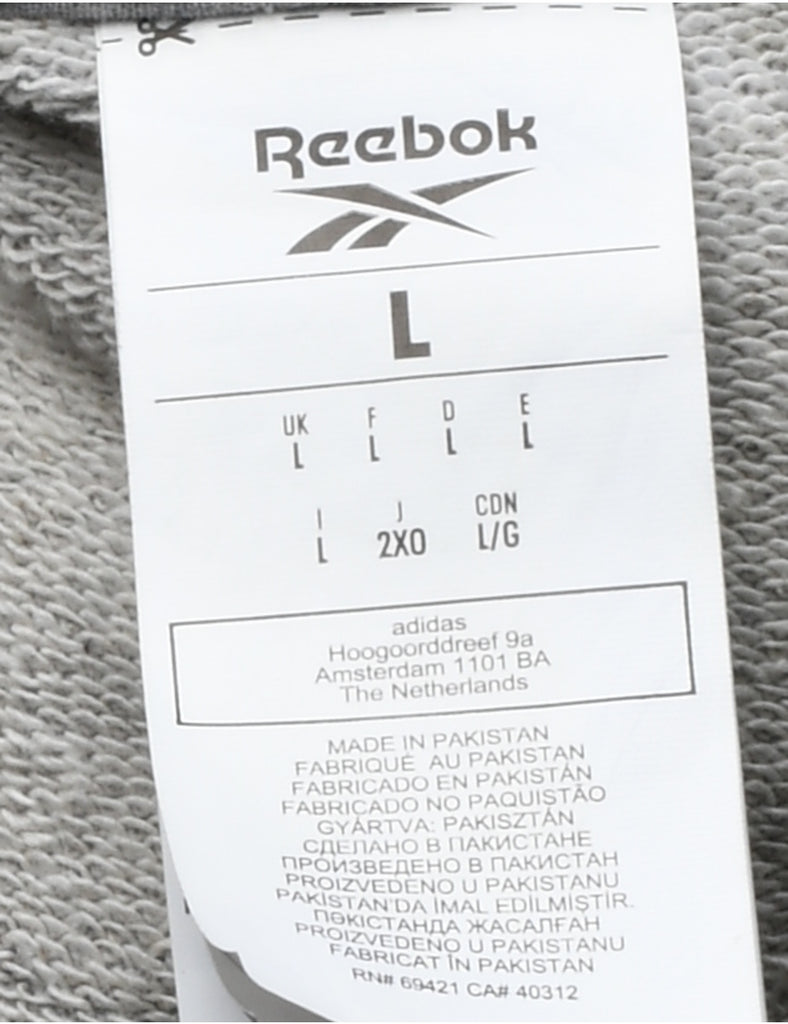 Reebok
L
UK F D E
L L L L
I J CDN
L 2XO L/G
adidas
Hoogoorddreef 9a
Amsterdam 1101 BA
The Netherlands
MADE IN PAKISTAN
FABRIQUÉ AU PAKISTAN
FABRICADO EN PAKISTÁN
FABRICADO NO PAQUISTÃO
GYÁRTVA: PAKISZTÁN
СДЕЛАНО В ПАКИСТАНЕ
ПРОИЗВЕДЕНО В ПАКИСТАН
PROIZVEDENO U PAKISTANU
PAKİSTAN'DA İMAL EDİLMİŞTİR.
ПӘКІСТАНДА ЖАСАЛҒАН
PROIZVEDENO U PAKISTANU
FABRICAT ÎN PAKISTAN
RN# 69421 CA# 40312